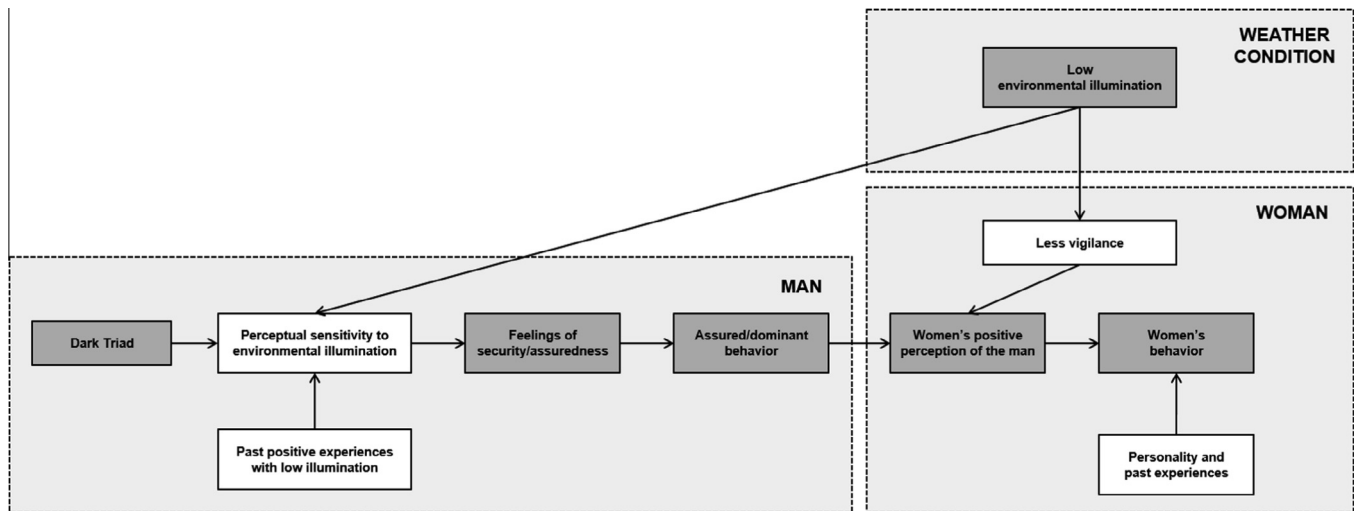 WEATHER
CONDITION
Low
environmental illumination
WOMAN
Less vigilance
MAN
Dark Triad
Perceptual sensitivity to
environmental illumination
Feelings of
security/assuredness
Assured/dominant
behavior
Women's positive
perception of the man
Women's
behavior
Past positive experiences
with low illumination
Personality and
past experiences